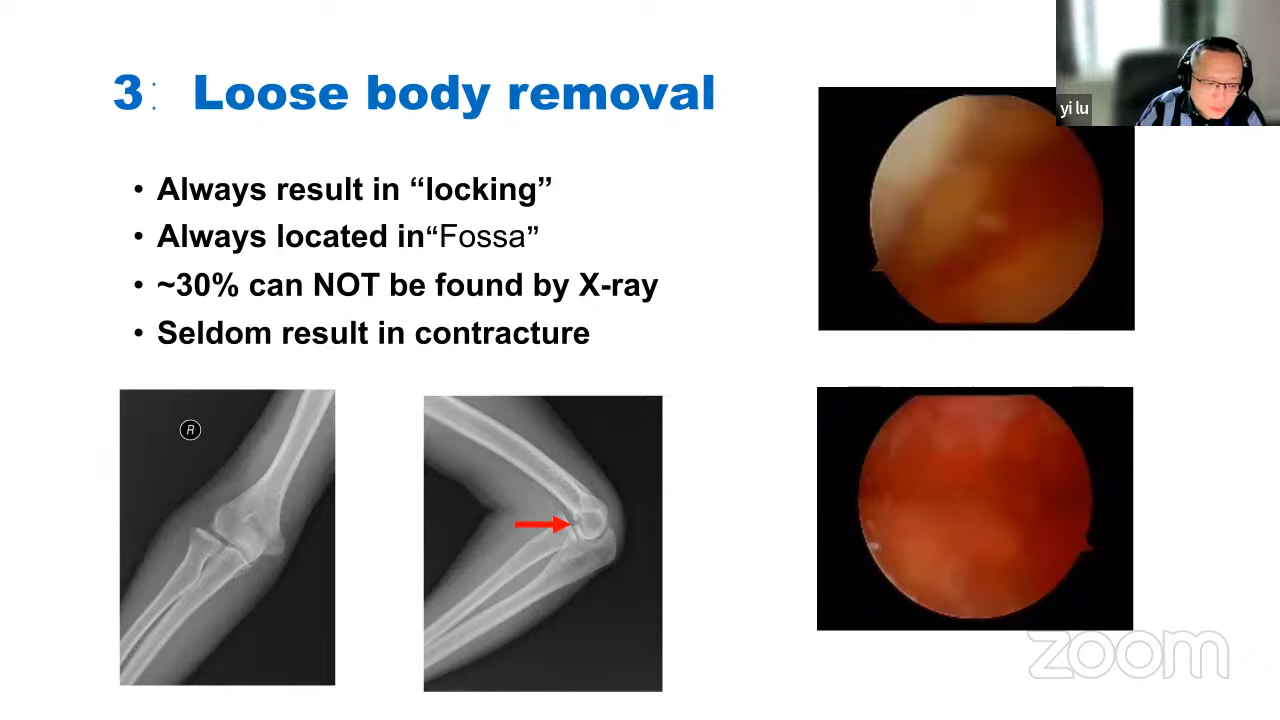 3： Loose body removal
• Always result in “locking”
• Always located in“Fossa”
• ~30% can NOT be found by X-ray
• Seldom result in contracture
R
yi lu
zoom